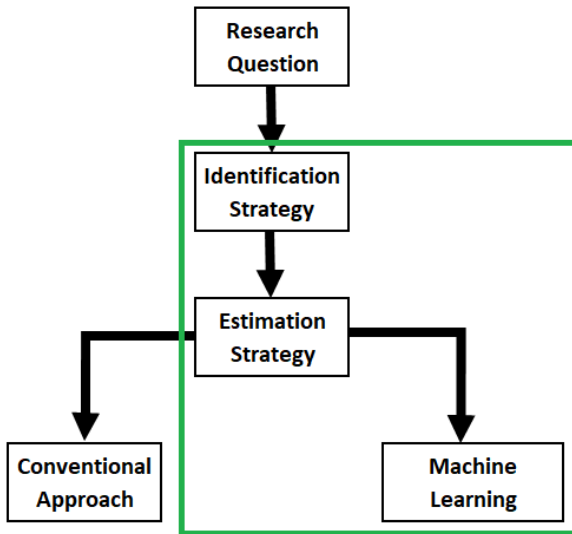 Research
Question
Identification
Strategy
Estimation
Strategy
Conventional
Approach
Machine
Learning